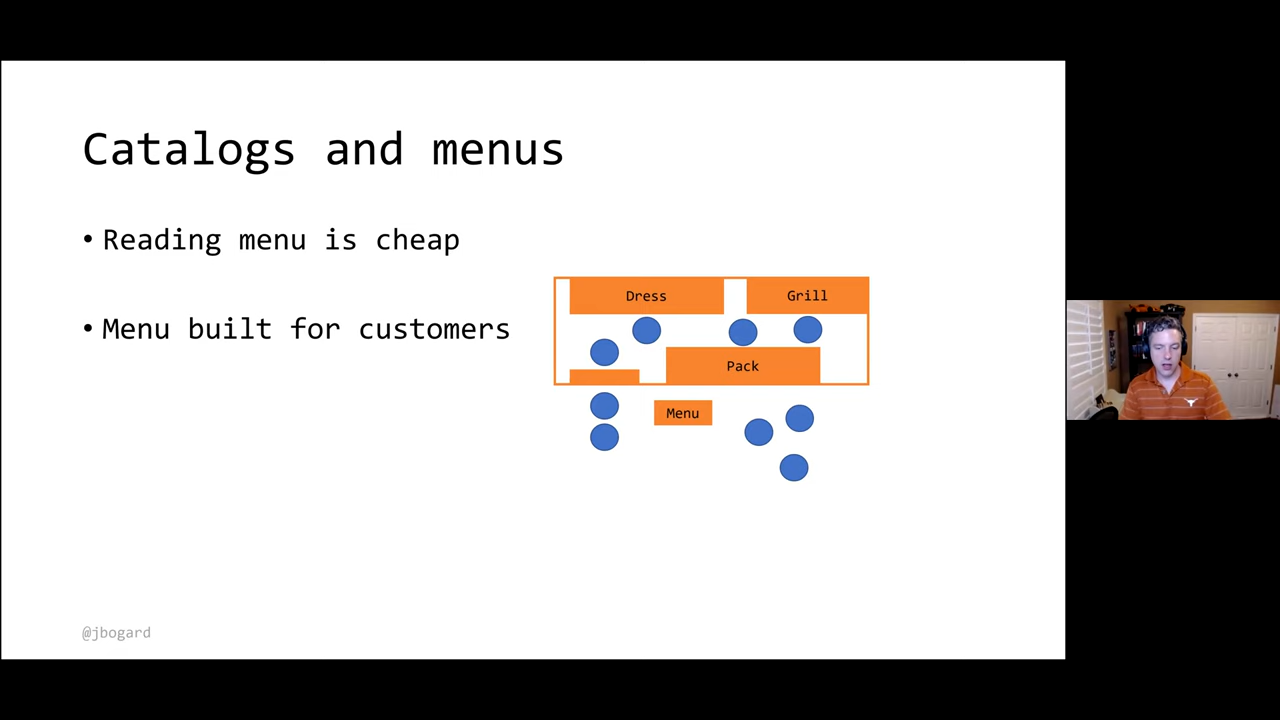 Catalogs and menus
• Reading menu is cheap
• Menu built for customers
Dress
Grill
Pack
Menu
@jbogard